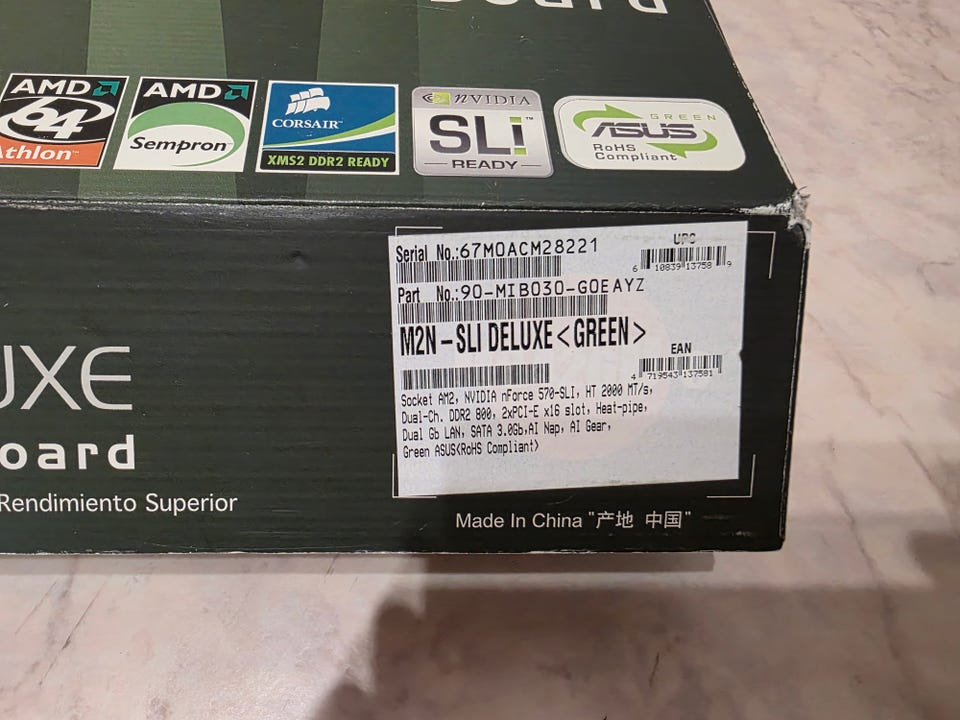 AMD
64
Athlon™
AMD
Sempron™
CORSAIR™
XMS2 DDR2 READY
NVIDIA
SLi™
READY
GREEN
ASUS
RoHS
Compliant
Serial No.:67M0ACM28221
UPC
6 10839 13758 9
Part No.:90-MIB030-G0EAYZ
M2N-SLI DELUXE<GREEN>
EAN
4 719543 137581
Socket AM2, NVIDIA nForce 570-SLI, HT 2000 MT/s,
Dual-Ch. DDR2 800, 2xPCI-E x16 slot, Heat-pipe,
Dual Gb LAN, SATA 3.0Gb,AI Nap, AI Gear,
Green ASUS<RoHS Compliant>
UXE
oard
Rendimiento Superior
Made In China "产地 中国"